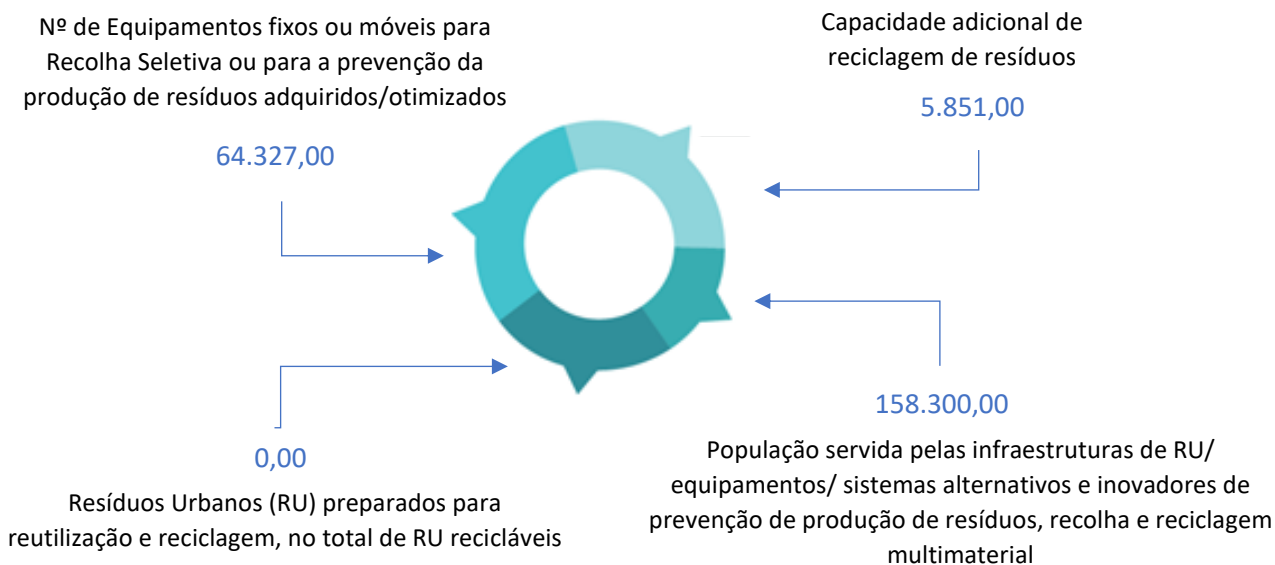 Nº de Equipamentos fixos ou móveis para
Recolha Seletiva ou para a prevenção da
produção de resíduos adquiridos/otimizados
64.327,00
Capacidade adicional de
reciclagem de resíduos
5.851,00
0,00
Resíduos Urbanos (RU) preparados para
reutilização e reciclagem, no total de RU recicláveis
158.300,00
População servida pelas infraestruturas de RU/
equipamentos/ sistemas alternativos e inovadores de
prevenção de produção de resíduos, recolha e reciclagem
multimaterial